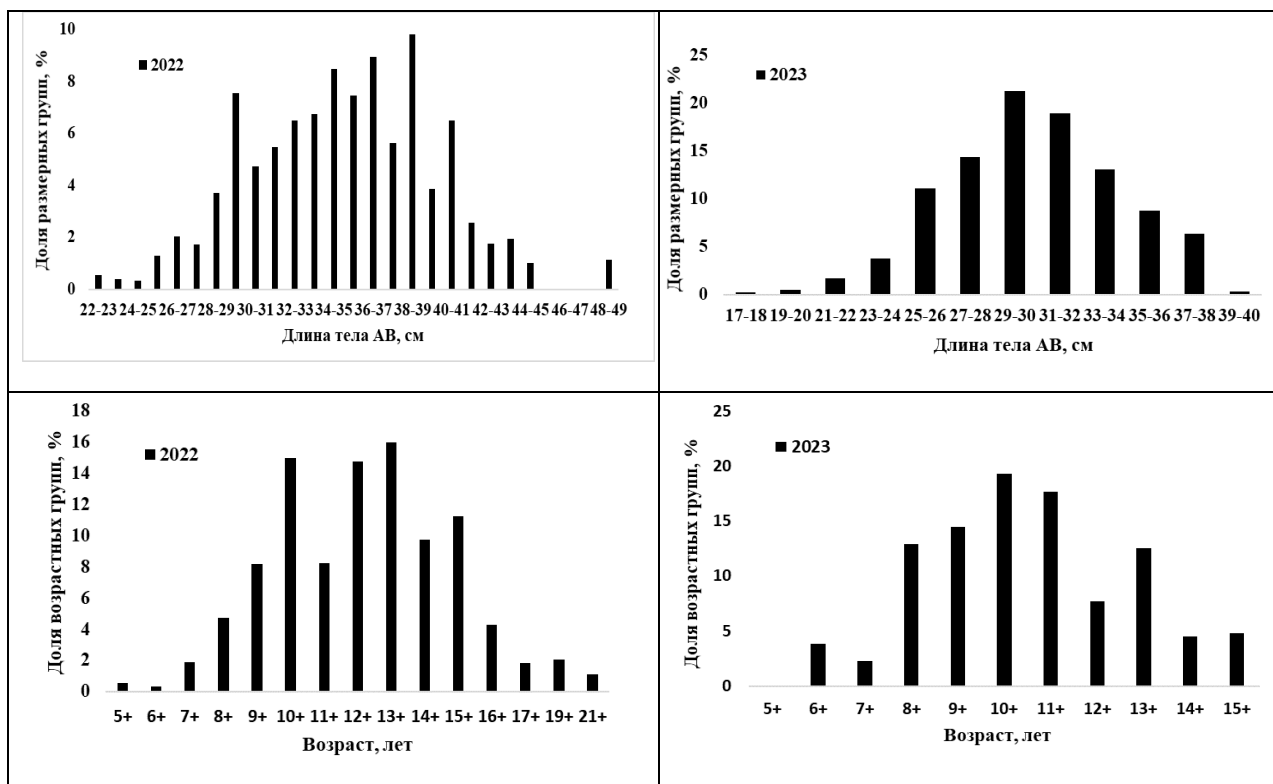 10
8
6
4
2
0
Доля размерных групп, %
2022
22-23 24-25 26-27 28-29 30-31 32-33 34-35 36-37 38-39 40-41 42-43 44-45 46-47 48-49
Длина тела АВ, см
25
20
15
10
5
0
Доля размерных групп, %
2023
17-18 19-20 21-22 23-24 25-26 27-28 29-30 31-32 33-34 35-36 37-38 39-40
Длина тела АВ, см
18
16
14
12
10
8
6
4
2
0
Доля возрастных групп, %
2022
5+ 6+ 7+ 8+ 9+ 10+ 11+ 12+ 13+ 14+ 15+ 16+ 17+ 19+ 21+
Возраст, лет
25
20
15
10
5
0
Доля возрастных групп, %
2023
5+ 6+ 7+ 8+ 9+ 10+ 11+ 12+ 13+ 14+ 15+
Возраст, лет